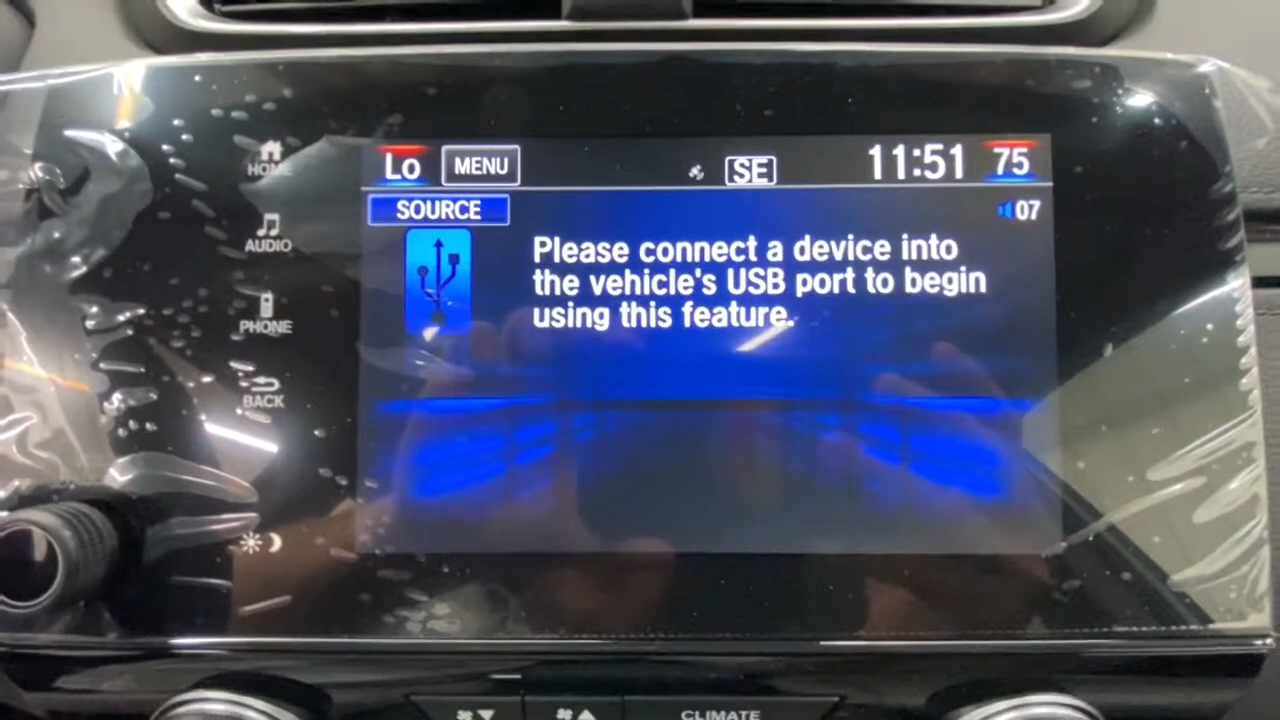 HOME
AUDIO
PHONE
BACK
Lo MENU SE 11:51 75
SOURCE 07
Please connect a device into
the vehicle's USB port to begin
using this feature.
CLIMATE